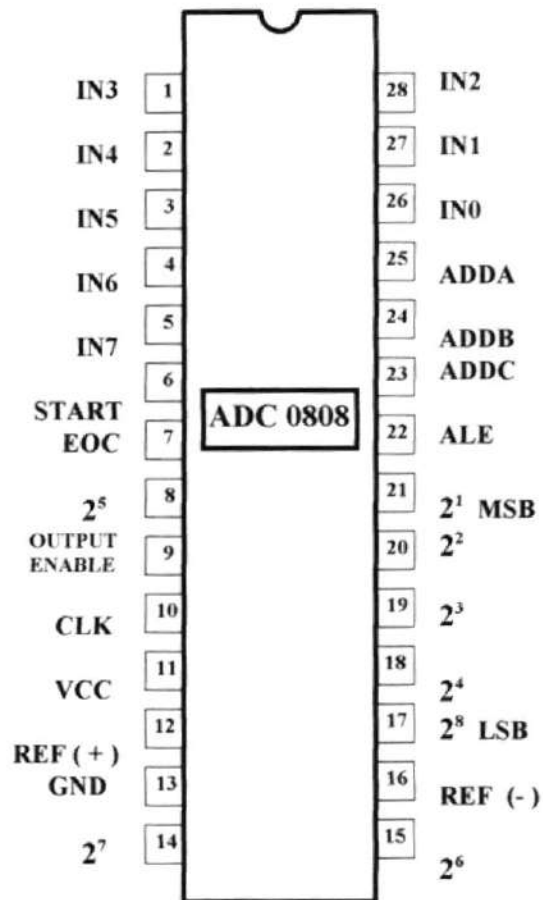 IN3 1
IN4 2
IN5 3
IN6 4
IN7 5
START 6
EOC 7
2⁵ 8
OUTPUT
ENABLE 9
CLK 10
VCC 11
REF ( + ) 12
GND 13
2⁷ 14
ADC 0808
28 IN2
27 IN1
26 IN0
25 ADDA
24 ADDB
23 ADDC
22 ALE
21 2¹ MSB
20 2²
19 2³
18 2⁴
17 2⁸ LSB
16 REF (-)
15 2⁶